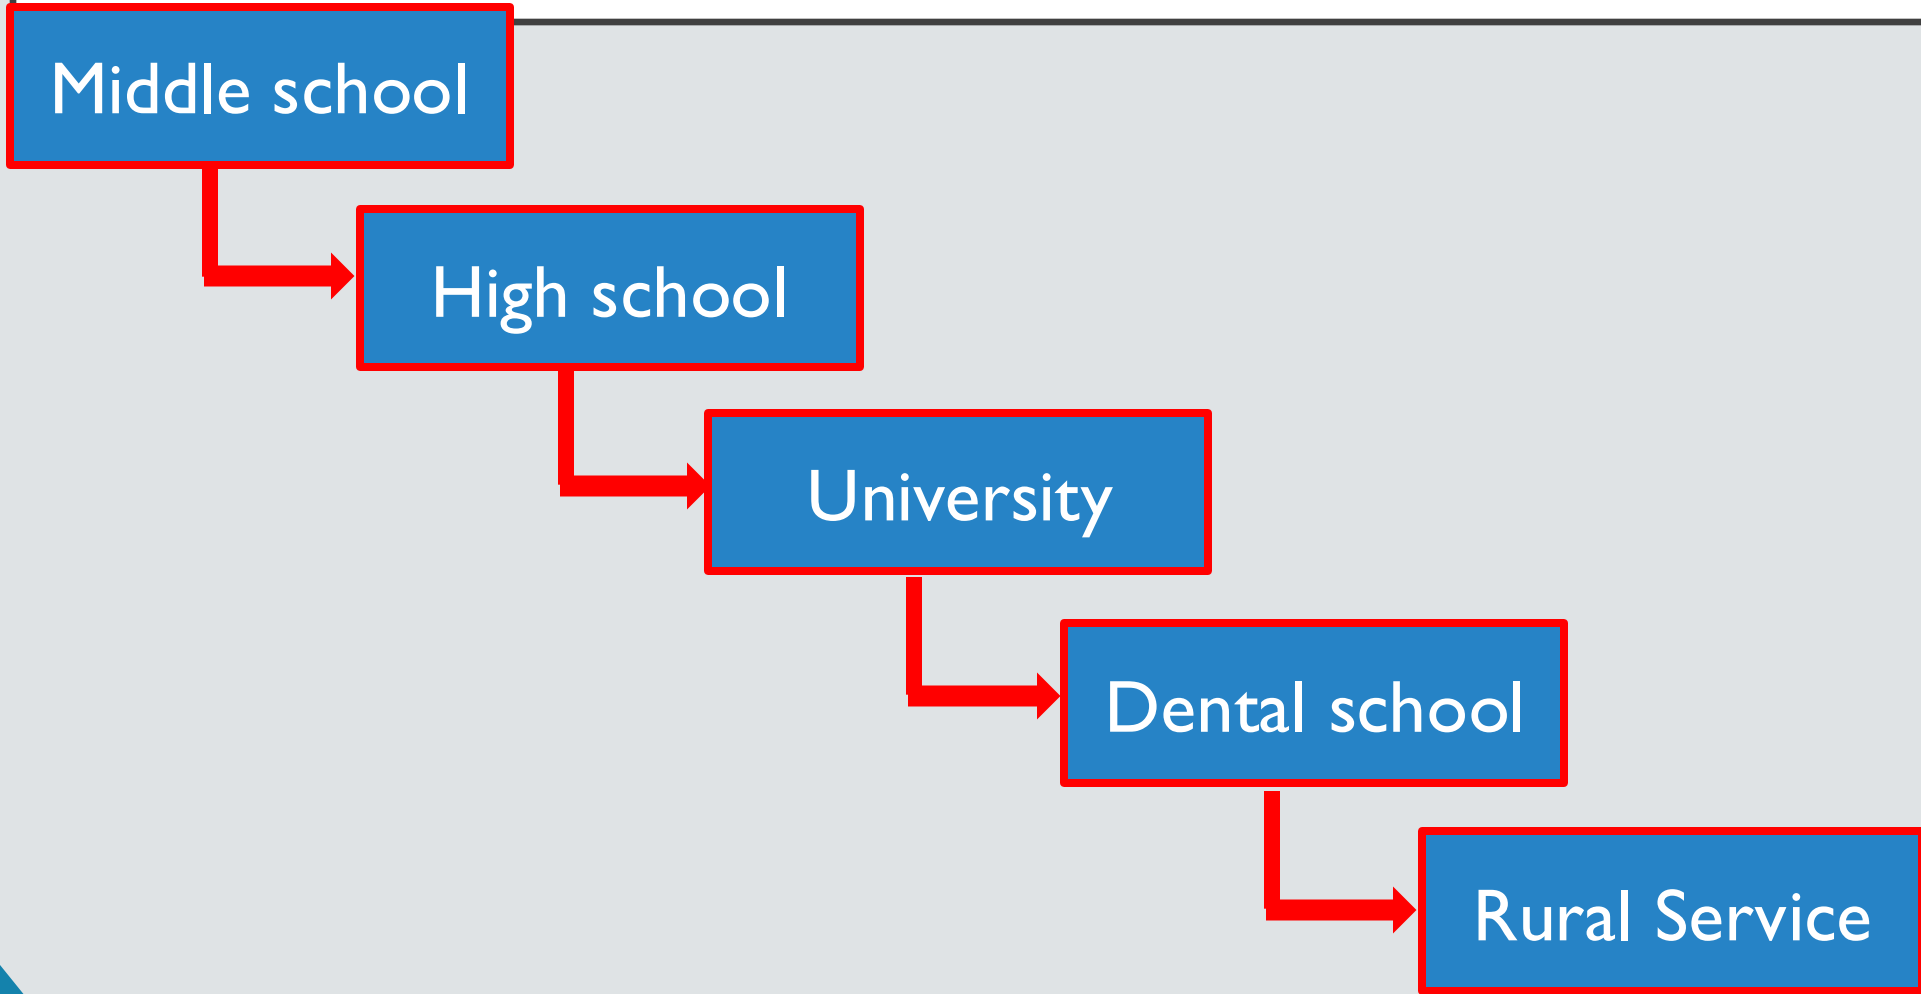 Middle school
High school
University
Dental school
Rural Service